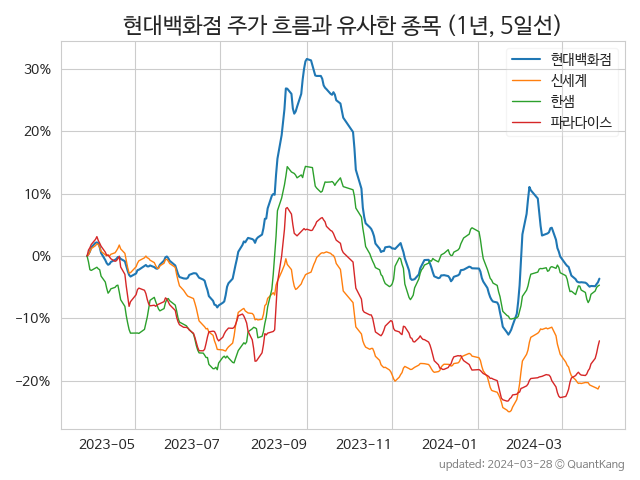 현대백화점 주가 흐름과 유사한 종목 (1년, 5일선)
현대백화점
신세계
한샘
파라다이스
30%
20%
10%
0%
−10%
−20%
2023-05 2023-07 2023-09 2023-11 2024-01 2024-03
updated: 2024-03-28 © QuantKang